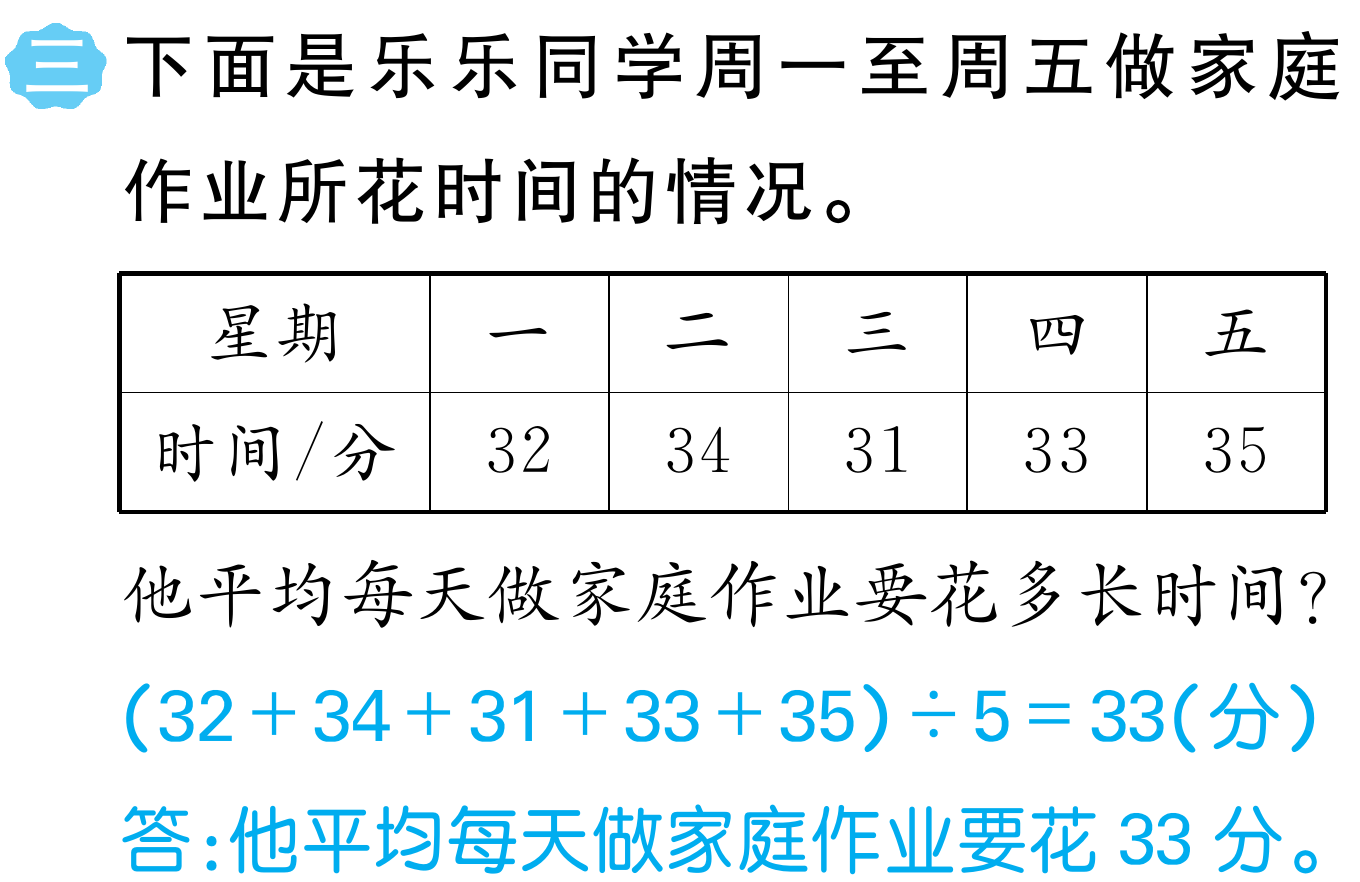 三 下面是乐乐同学周一至周五做家庭
作业所花时间的情况。
星期 一 二 三 四 五
时间/分 32 34 31 33 35
他平均每天做家庭作业要花多长时间?
(32+34+31+33+35)÷5=33(分)
答:他平均每天做家庭作业要花 33 分。